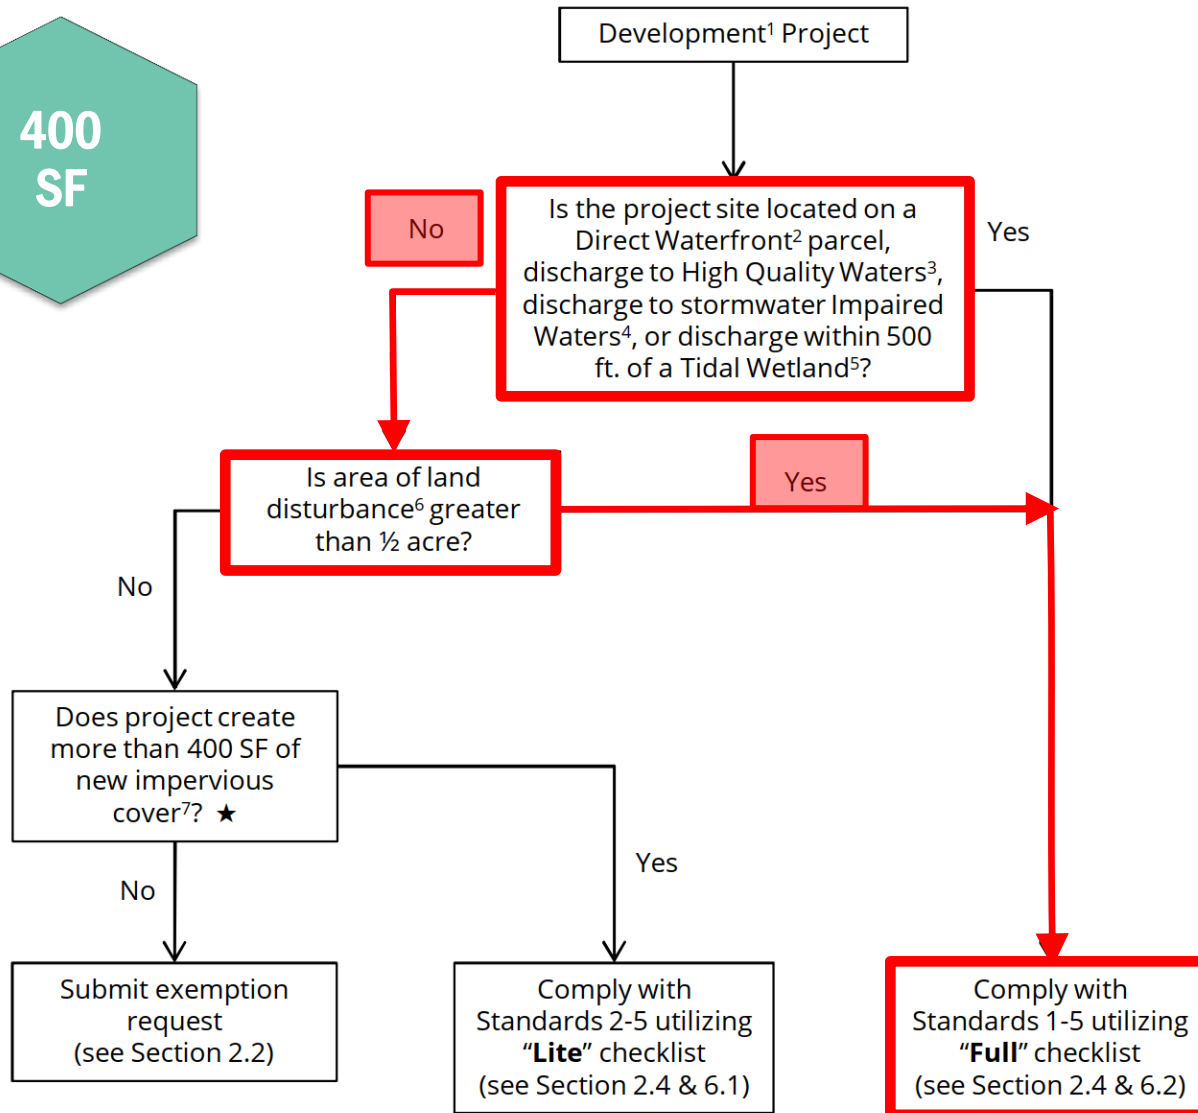 400
SF
Development¹ Project
Is the project site located on a
Direct Waterfront² parcel,
discharge to High Quality Waters³,
discharge to stormwater Impaired
Waters⁴, or discharge within 500
ft. of a Tidal Wetland⁵?
No
Yes
Is area of land
disturbance⁶ greater
than ½ acre?
Yes
No
Does project create
more than 400 SF of
new impervious
cover⁷? ★
No
Yes
Submit exemption
request
(see Section 2.2)
Comply with
Standards 2-5 utilizing
“Lite” checklist
(see Section 2.4 & 6.1)
Comply with
Standards 1-5 utilizing
“Full” checklist
(see Section 2.4 & 6.2)